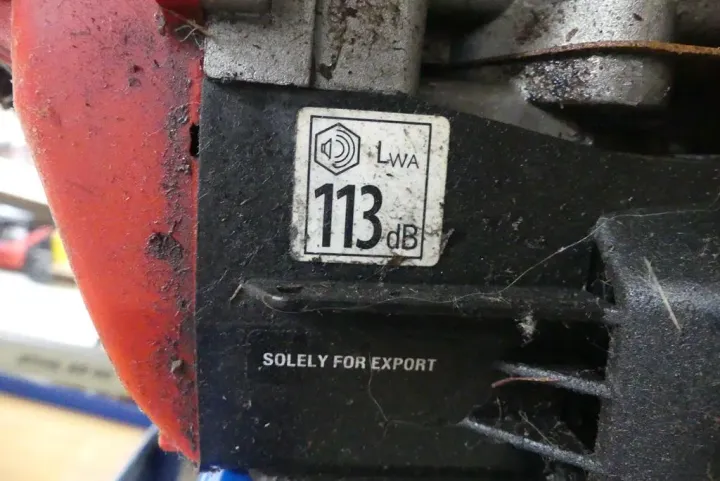 LWA
113 dB
SOLELY FOR EXPORT